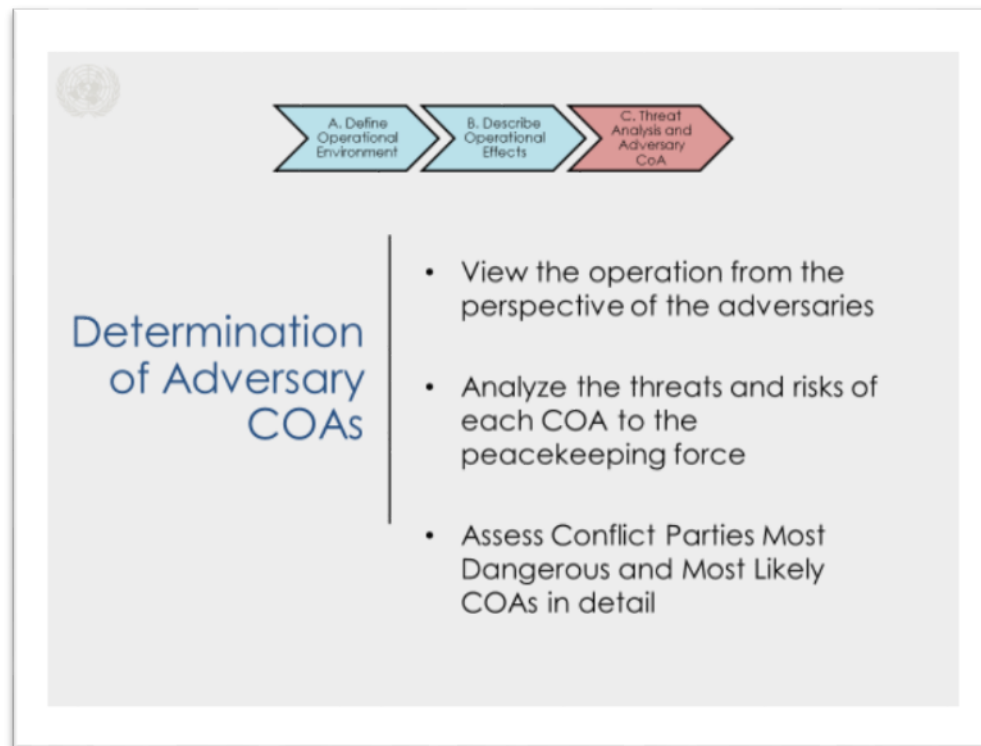 A. Define
Operational
Environment
B. Describe
Operational
Effects
C. Threat
Analysis and
Adversary
CoA
Determination
of Adversary
COAs
• View the operation from the
perspective of the adversaries
• Analyze the threats and risks of
each COA to the
peacekeeping force
• Assess Conflict Parties Most
Dangerous and Most Likely
COAs in detail